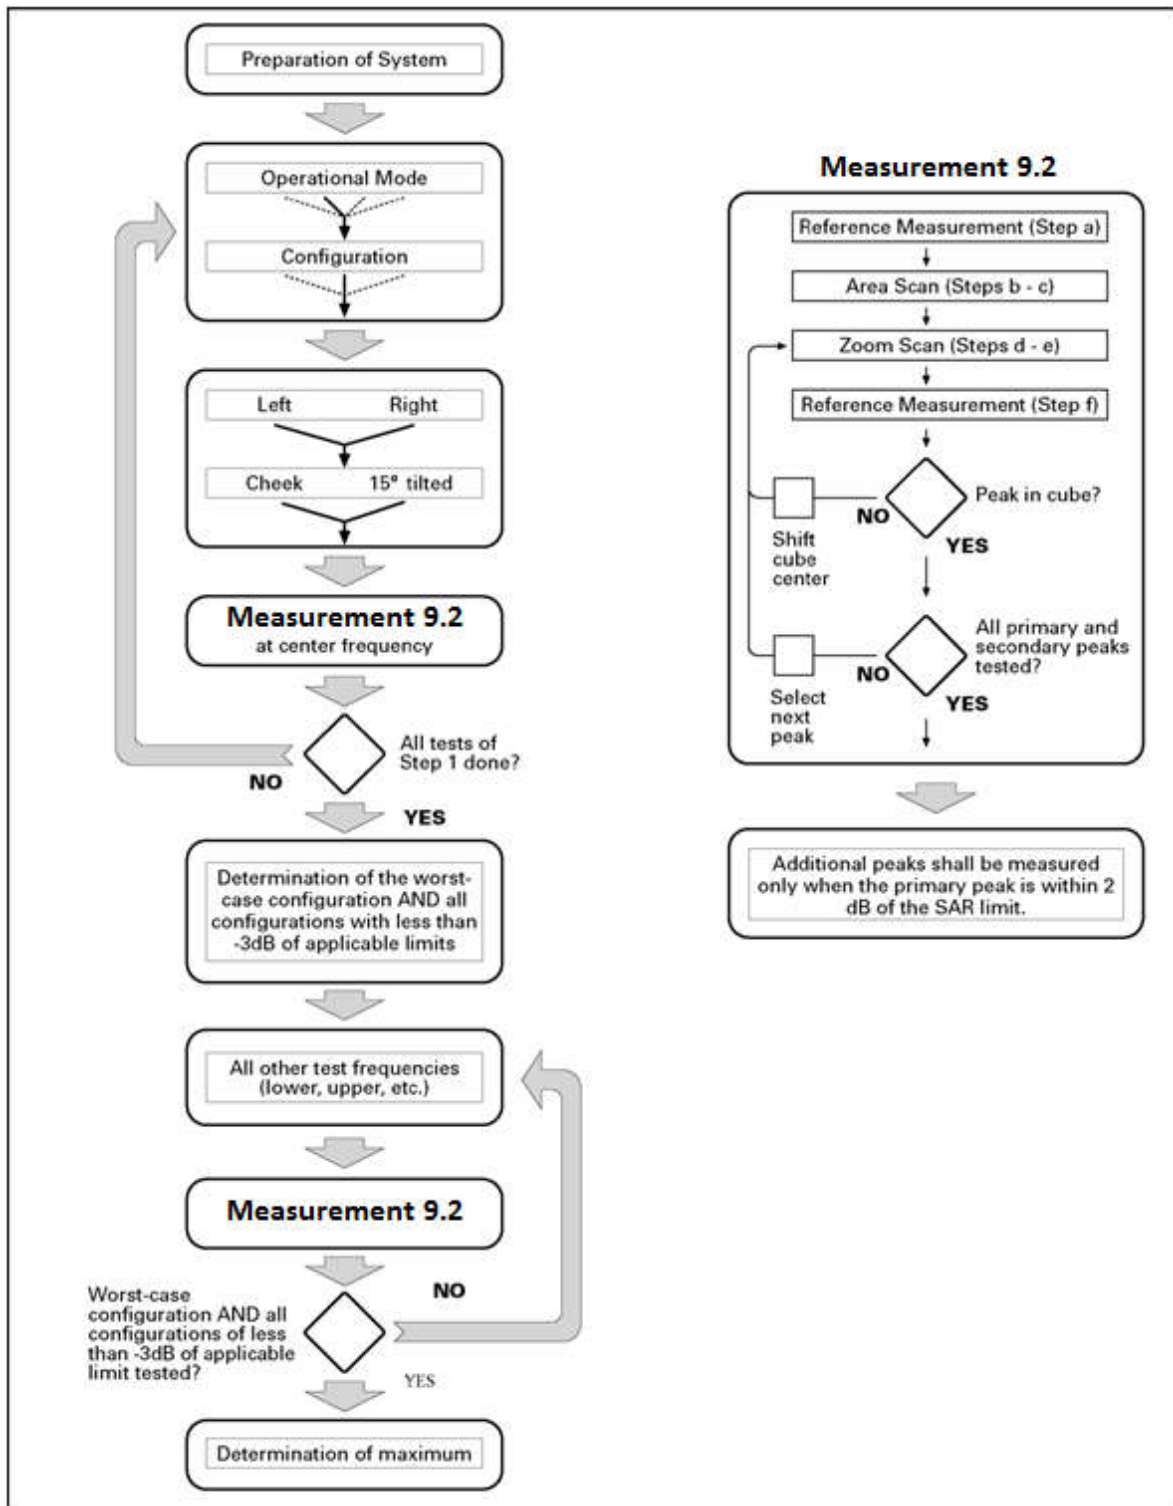 Preparation of System
Operational Mode
Configuration
Left Right
Cheek 15° tilted
Measurement 9.2
at center frequency
All tests of
Step 1 done?
NO
YES
Determination of the worst-
case configuration AND all
configurations with less than
-3dB of applicable limits
All other test frequencies
(lower, upper, etc.)
Measurement 9.2
NO
Worst-case
configuration AND all
configurations of less
than -3dB of applicable
limit tested?
YES
Determination of maximum
Measurement 9.2
Reference Measurement (Step a)
Area Scan (Steps b - c)
Zoom Scan (Steps d - e)
Reference Measurement (Step f)
Peak in cube?
NO
YES
Shift
cube
center
All primary and
secondary peaks
tested?
NO
YES
Select
next
peak
Additional peaks shall be measured
only when the primary peak is within 2
dB of the SAR limit.